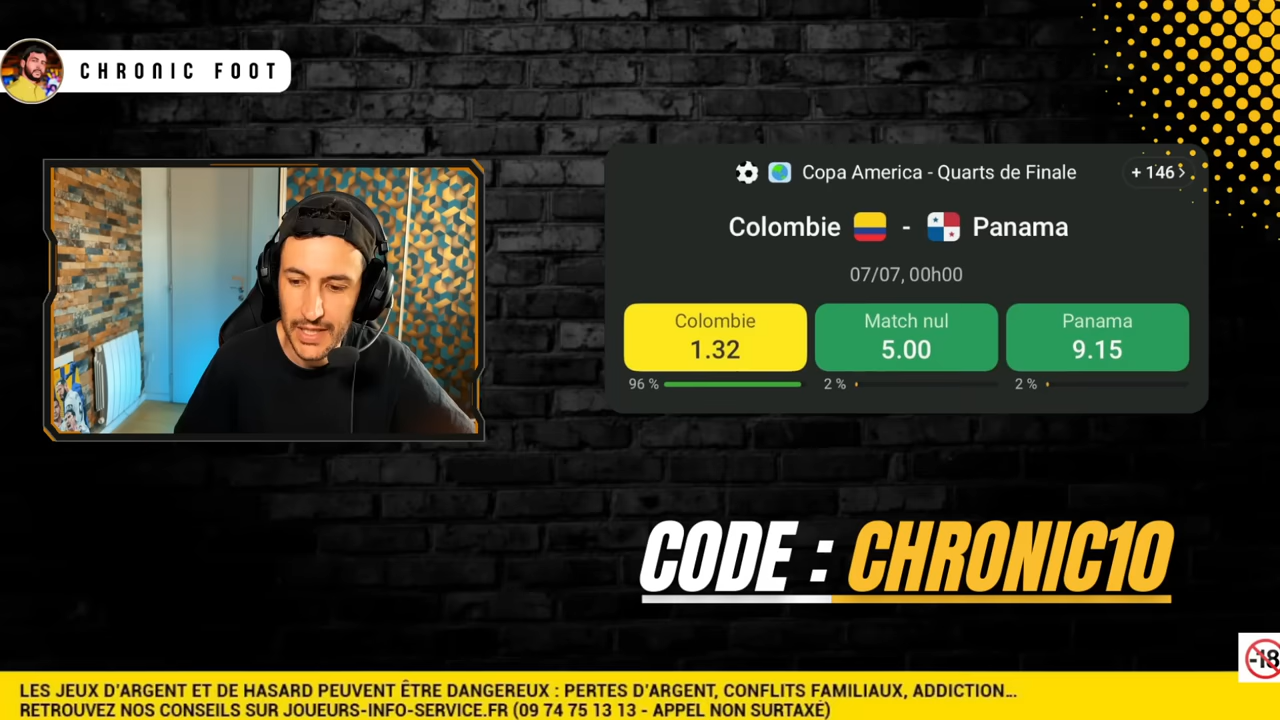 CHRONIC FOOT
Copa America - Quarts de Finale
+ 146 >
Colombie - Panama
07/07, 00h00
Colombie
1.32
96 %
Match nul
5.00
2 %
Panama
9.15
2 %
CODE : CHRONIC10
-18
LES JEUX D'ARGENT ET DE HASARD PEUVENT ÊTRE DANGEREUX : PERTES D'ARGENT, CONFLITS FAMILIAUX, ADDICTION...
RETROUVEZ NOS CONSEILS SUR JOUEURS-INFO-SERVICE.FR (09 74 75 13 13 - APPEL NON SURTAXÉ)